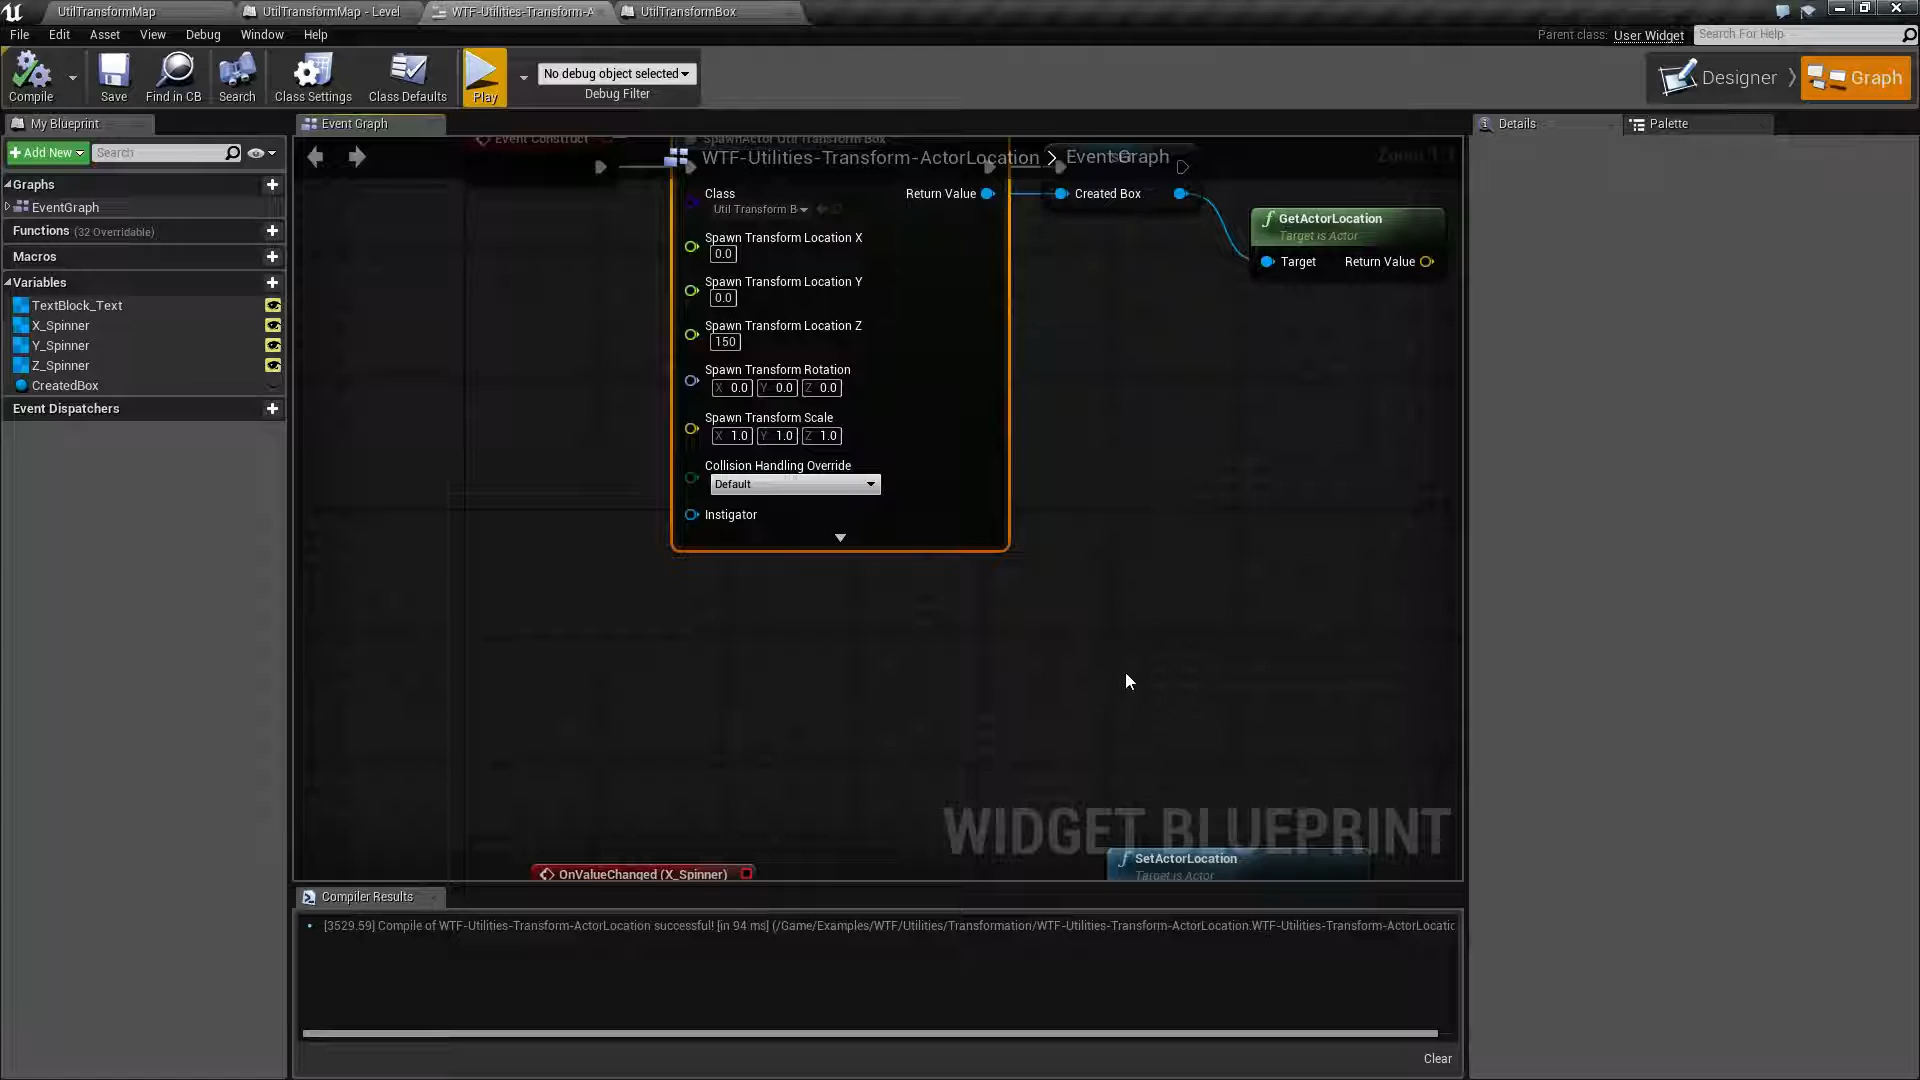 UtilTransformMap
UtilTransformMap - Level
WTF-Utilities-Transform-A
UtilTransformBox
File Edit Asset View Debug Window Help
Parent class: User Widget
Search For Help
Compile
Save
Find in CB
Search
Class Settings
Class Defaults
Play
No debug object selected
Debug Filter
Designer
Graph
My Blueprint
Event Graph
Details
Palette
Add New
Search
Graphs
EventGraph
Functions (32 Overridable)
Macros
Variables
TextBlock_Text
X_Spinner
Y_Spinner
Z_Spinner
CreatedBox
Event Dispatchers
Event Construct
SpawnActor Util Transform Box
WTF-Utilities-Transform-ActorLocation > Event Graph
Class
Util Transform B
Return Value
Created Box
GetActorLocation
Target is Actor
Target
Return Value
Spawn Transform Location X
0.0
Spawn Transform Location Y
0.0
Spawn Transform Location Z
150
Spawn Transform Rotation
X 0.0 Y 0.0 Z 0.0
Spawn Transform Scale
X 1.0 Y 1.0 Z 1.0
Collision Handling Override
Default
Instigator
WIDGET BLUEPRINT
OnValueChanged (X_Spinner)
f SetActorLocation
Target is Actor
Compiler Results
[3529.59] Compile of WTF-Utilities-Transform-ActorLocation successful! [in 94 ms] (/Game/Examples/WTF/Utilities/Transformation/WTF-Utilities-Transform-ActorLocation.WTF-Utilities-Transform-ActorLocatic
Clear